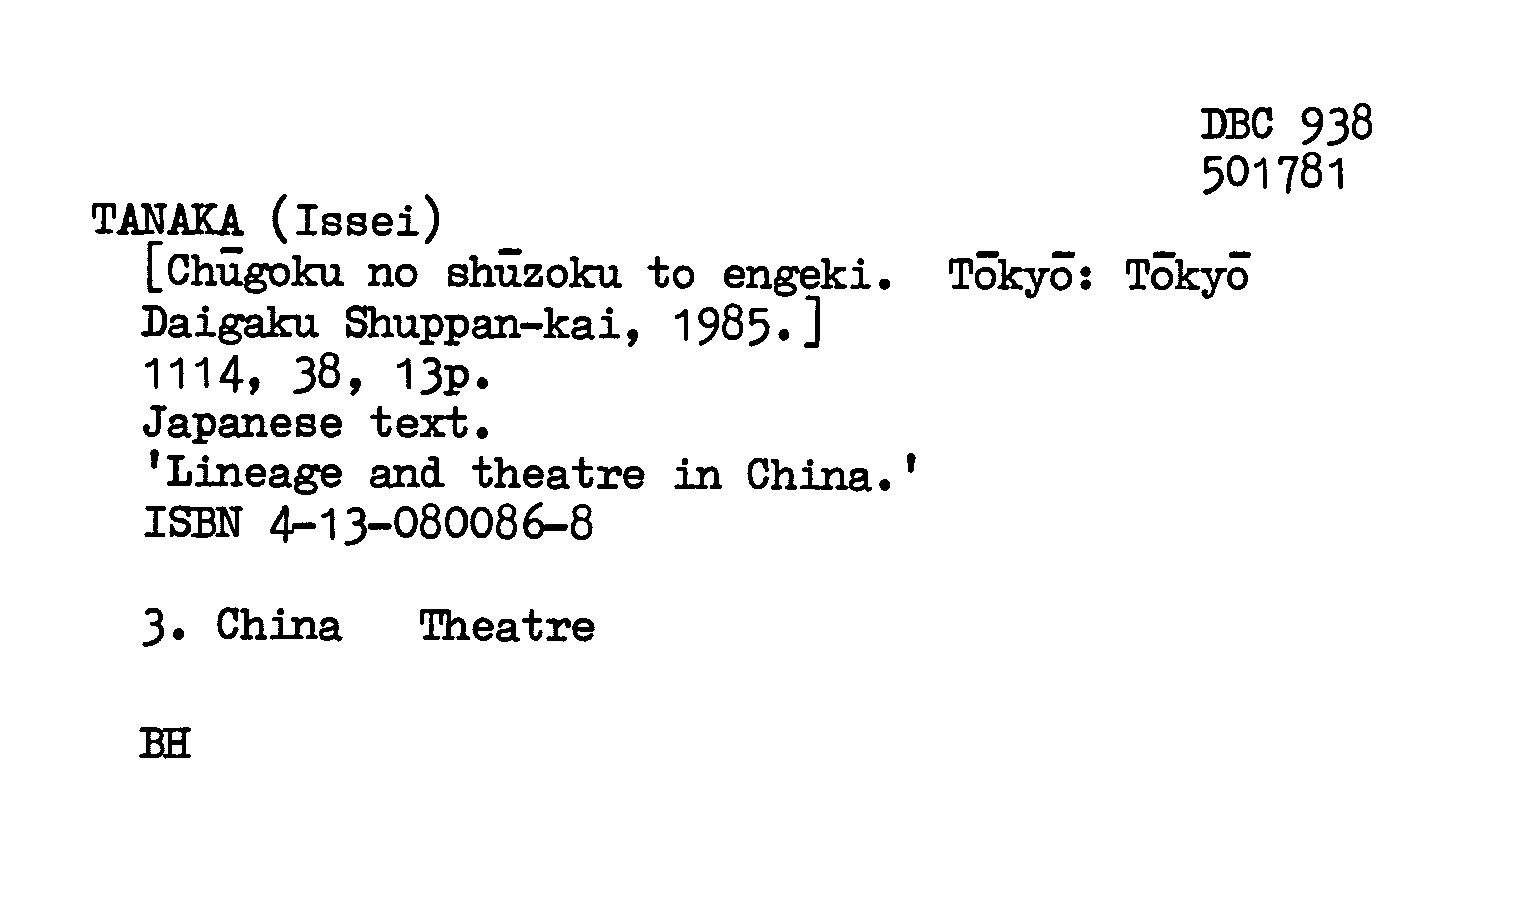 DBC 938
501781
TANAKA (Issei)
[Chūgoku no shūzoku to engeki. Tōkyō: Tōkyō
Daigaku Shuppan-kai, 1985.]
1114, 38, 13p.
Japanese text.
'Lineage and theatre in China.'
ISBN 4-13-080086-8
3. China Theatre
BH